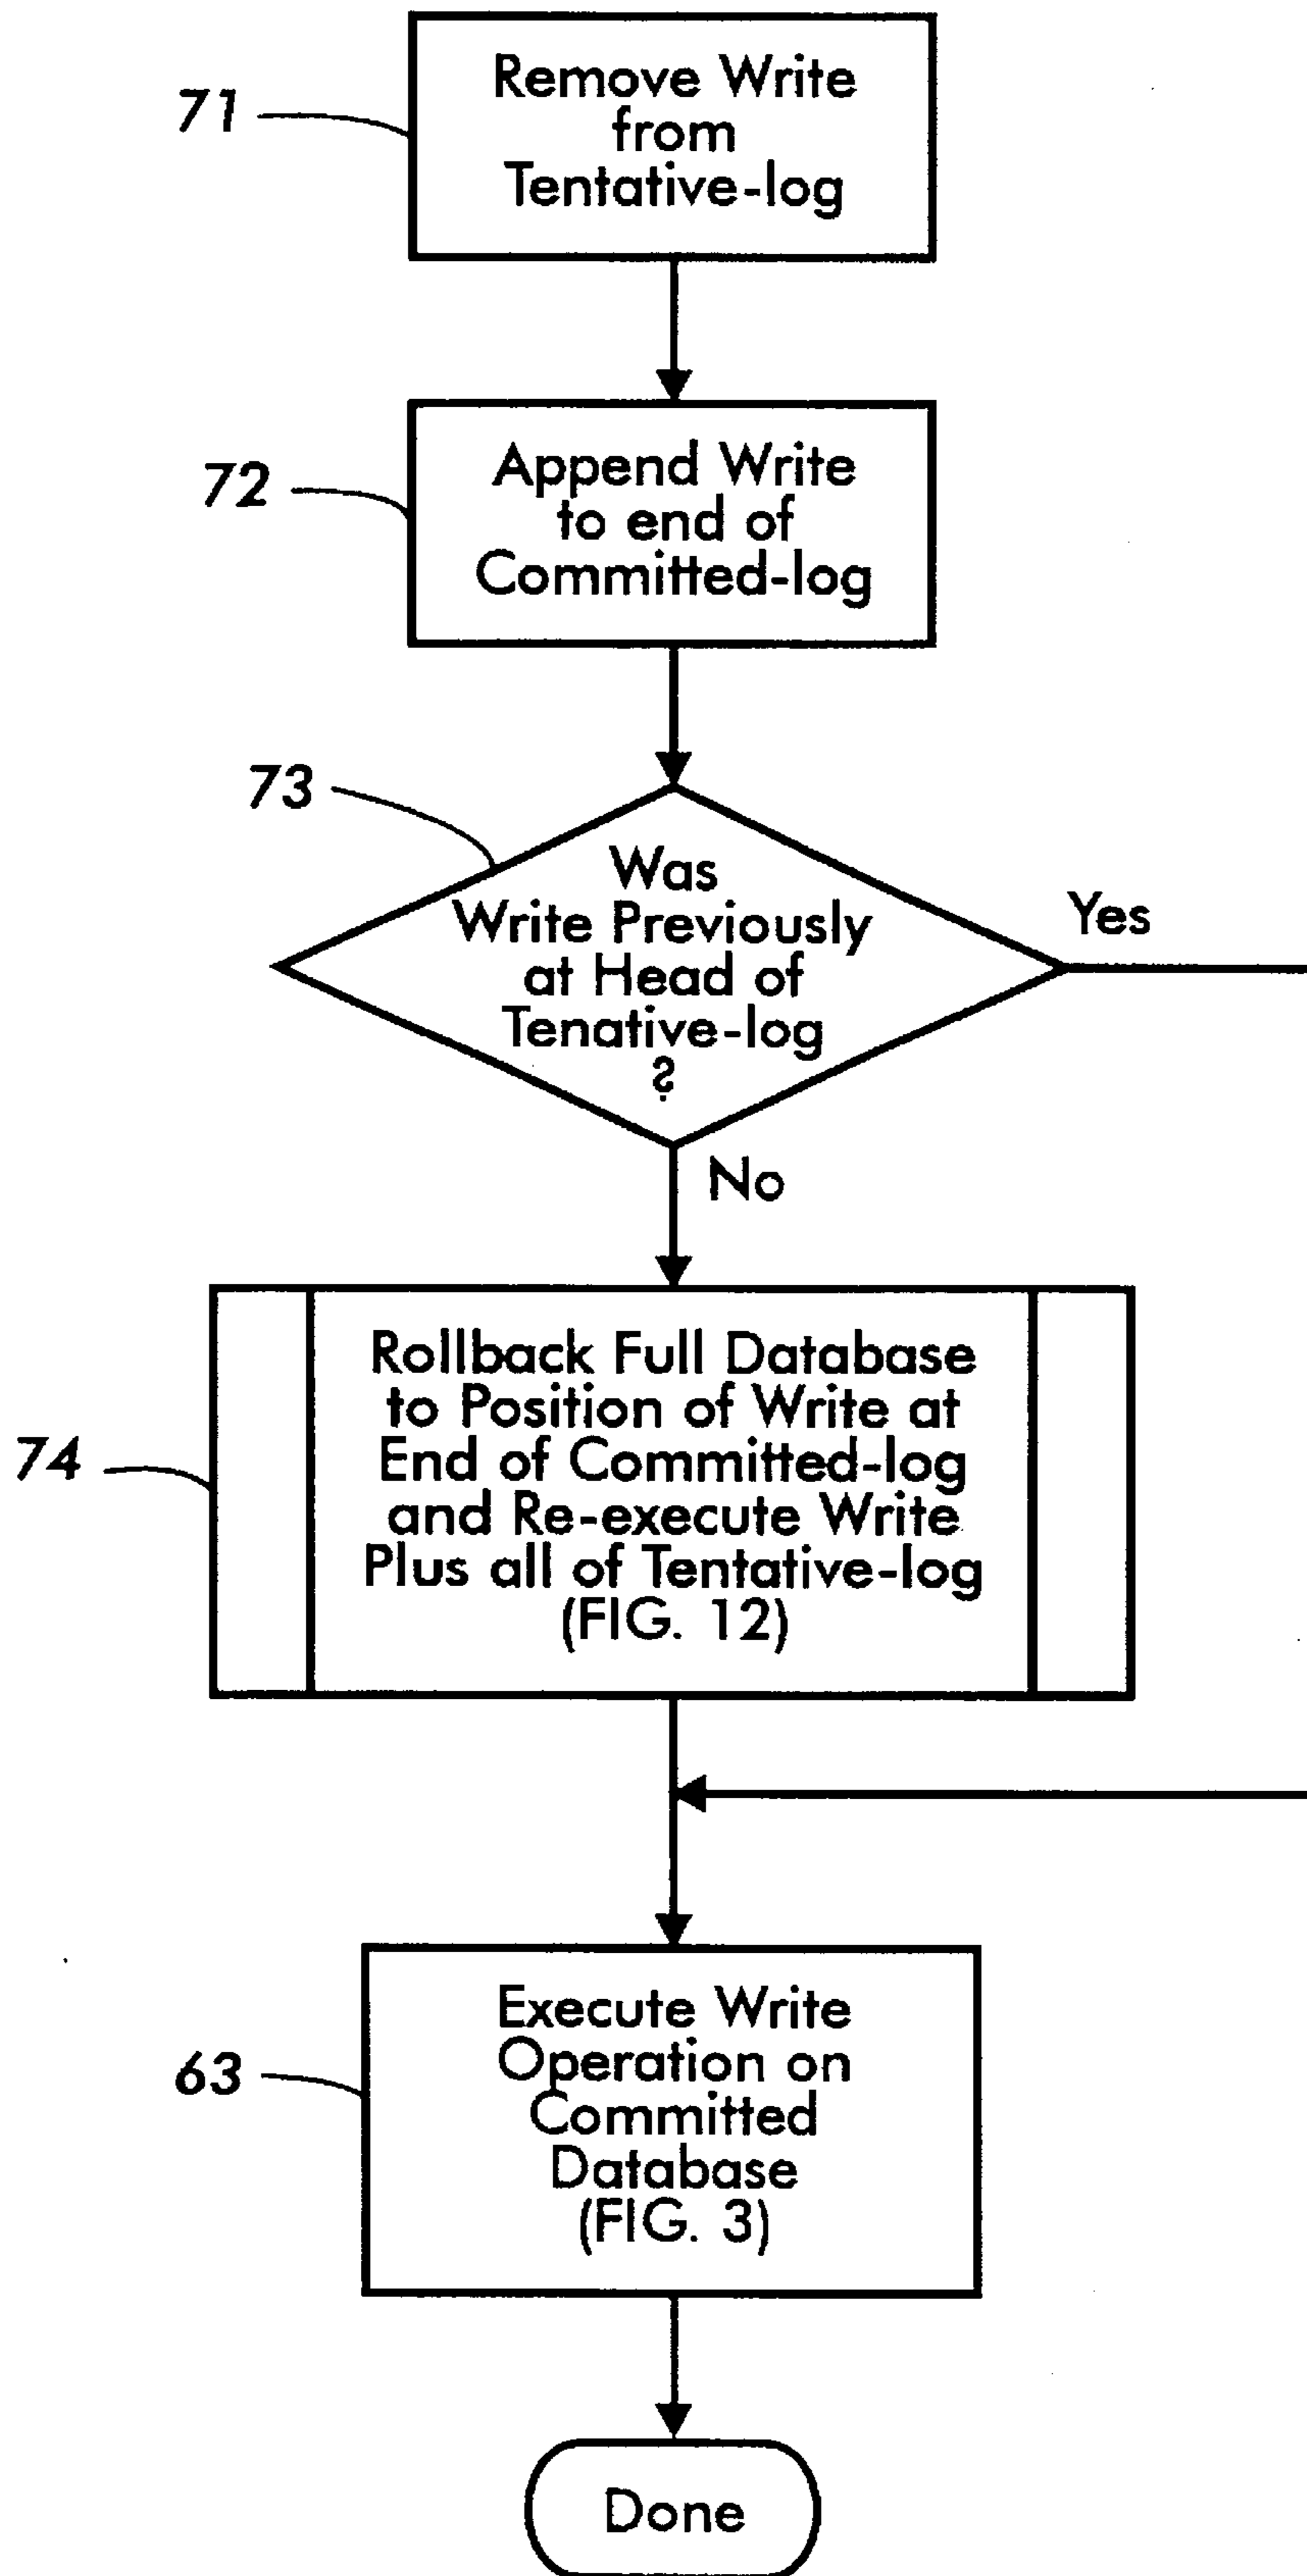 71
Remove Write
from
Tentative-log
72
Append Write
to end of
Committed-log
73
Was
Write Previously
at Head of
Tenative-log
?
Yes
No
74
Rollback Full Database
to Position of Write at
End of Committed-log
and Re-execute Write
Plus all of Tentative-log
(FIG. 12)
63
Execute Write
Operation on
Committed
Database
(FIG. 3)
Done